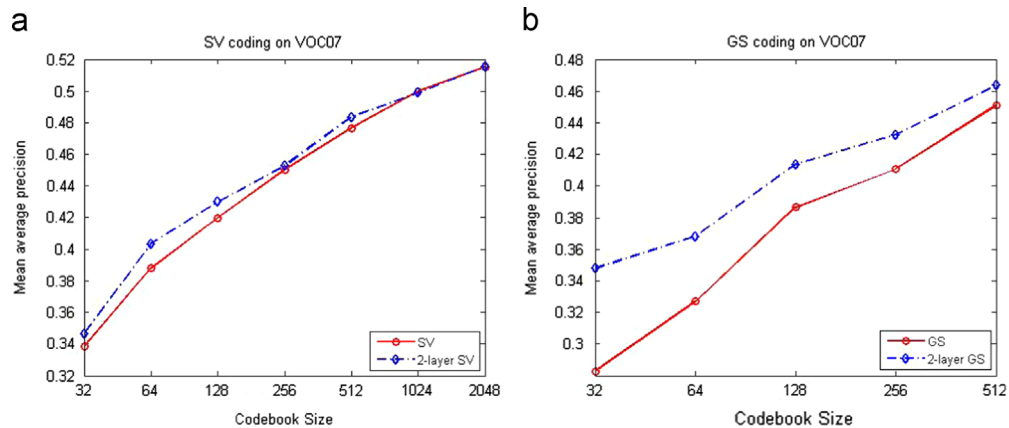 a
SV coding on VOC07
Mean average precision
0.52
0.5
0.48
0.46
0.44
0.42
0.4
0.38
0.36
0.34
0.32
32 64 128 256 512 1024 2048
Codebook Size
SV
2-layer SV
b
GS coding on VOC07
Mean average precision
0.48
0.46
0.44
0.42
0.4
0.38
0.36
0.34
0.32
0.3
32 64 128 256 512
Codebook Size
GS
2-layer GS